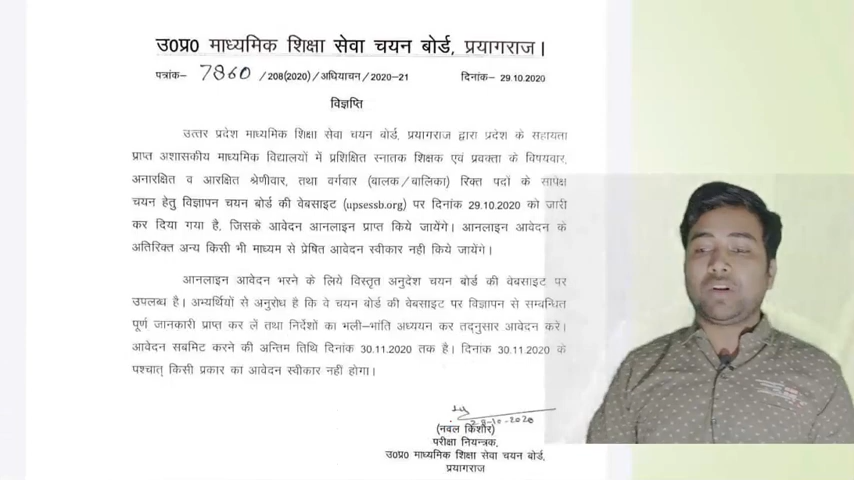 उ0प्र0 माध्यमिक शिक्षा सेवा चयन बोर्ड, प्रयागराज।
पत्रांक– 7860 /208(2020)/अधियाचन/2020–21 दिनांक– 29.10.2020
विज्ञप्ति
उत्तर प्रदेश माध्यमिक शिक्षा सेवा चयन बोर्ड, प्रयागराज द्वारा प्रदेश के सहायता
प्राप्त अशासकीय माध्यमिक विद्यालयों में प्रशिक्षित स्नातक शिक्षक एवं प्रवक्ता के विषयवार,
अनारक्षित व आरक्षित श्रेणीवार, तथा वर्गवार (बालक/बालिका) रिक्त पदों के सापेक्ष
चयन हेतु विज्ञापन चयन बोर्ड की वेबसाइट (upsessb.org) पर दिनांक 29.10.2020 को जारी
कर दिया गया है, जिसके आवेदन आनलाइन प्राप्त किये जायेंगे। आनलाइन आवेदन के
अतिरिक्त अन्य किसी भी माध्यम से प्रेषित आवेदन स्वीकार नही किये जायेंगे।
आनलाइन आवेदन भरने के लिये विस्तृत अनुदेश चयन बोर्ड की वेबसाइट पर
उपलब्ध है। अभ्यर्थियों से अनुरोध है कि वे चयन बोर्ड की वेबसाइट पर विज्ञापन से सम्बन्धित
पूर्ण जानकारी प्राप्त कर लें तथा निर्देशों का भली–भांति अध्ययन कर तद्नुसार आवेदन करें।
आवेदन सबमिट करने की अन्तिम तिथि दिनांक 30.11.2020 तक है। दिनांक 30.11.2020 के
पश्चात् किसी प्रकार का आवेदन स्वीकार नहीं होगा।
29-10-2020
(नवल किशोर)
परीक्षा नियन्त्रक,
उ0प्र0 माध्यमिक शिक्षा सेवा चयन बोर्ड,
प्रयागराज